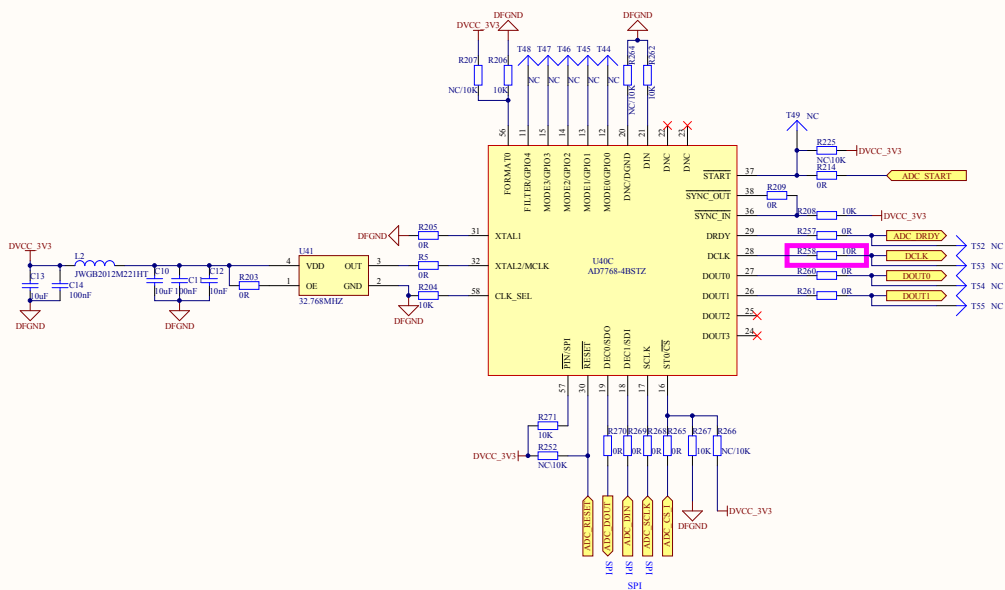 DVCC_3V3
DFGND
DFGND
R207
NC/10K
R206
10K
T48
T47
T46
T45
T44
NC
NC
NC
NC
NC
R264
NC/10K
R262
10K
56
11
15
14
13
12
20
21
22
23
FORMAT0
FILTER/GPIO4
MODE3/GPIO3
MODE2/GPIO2
MODE1/GPIO1
MODE0/GPIO0
DNC/DGND
DIN
DNC
DNC
T49 NC
R225
NC\10K
DVCC_3V3
START
37
R214
0R
ADC_START
SYNC_OUT
38
R209
0R
SYNC_IN
36
R208
10K
DVCC_3V3
DRDY
29
R257
0R
ADC_DRDY
T52 NC
DCLK
28
R258
10R
DCLK
T53 NC
DOUT0
27
R260
0R
DOUT0
T54 NC
DOUT1
26
R261
0R
DOUT1
T55 NC
DOUT2
25
DOUT3
24
DFGND
R205
0R
31
XTAL1
R5
0R
32
XTAL2/MCLK
R204
10K
58
CLK_SEL
U40C
AD7768-4BSTZ
DVCC_3V3
L2
JWGB2012M221HT
C13
10uF
C14
100nF
DFGND
C10
10uF
C11
100nF
C12
10nF
DFGND
R203
0R
U41
4
VDD
OUT
3
1
OE
GND
2
32.768MHZ
DFGND
PIN/SPI
RESET
DEC0/SDO
DEC1/SDI
SCLK
ST0/CS
57
30
19
18
17
16
R271
10K
DVCC_3V3
R252
NC\10K
R270
0R
R269
0R
R268
0R
R265
0R
R267
10K
R266
NC/10K
ADC_RESET
ADC_DOUT
ADC_DIN
ADC_SCLK
ADC_CS_1
DFGND
DVCC_3V3
SPI
SPI
SPI
SPI